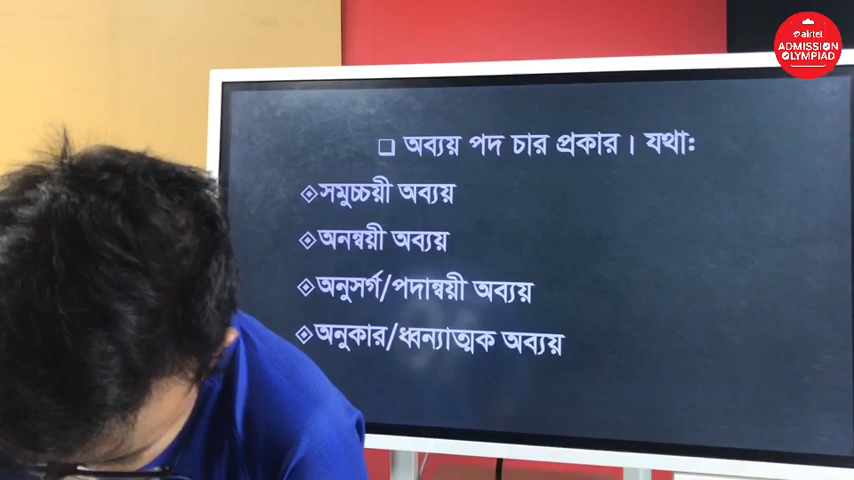 airtel
ADMISSION
OLYMPIAD
❑ অব্যয় পদ চার প্রকার। যথাঃ
সমুচ্চয়ী অব্যয়
অনন্বয়ী অব্যয়
অনুসর্গ/পদান্বয়ী অব্যয়
অনুকার/ধ্বন্যাত্মক অব্যয়